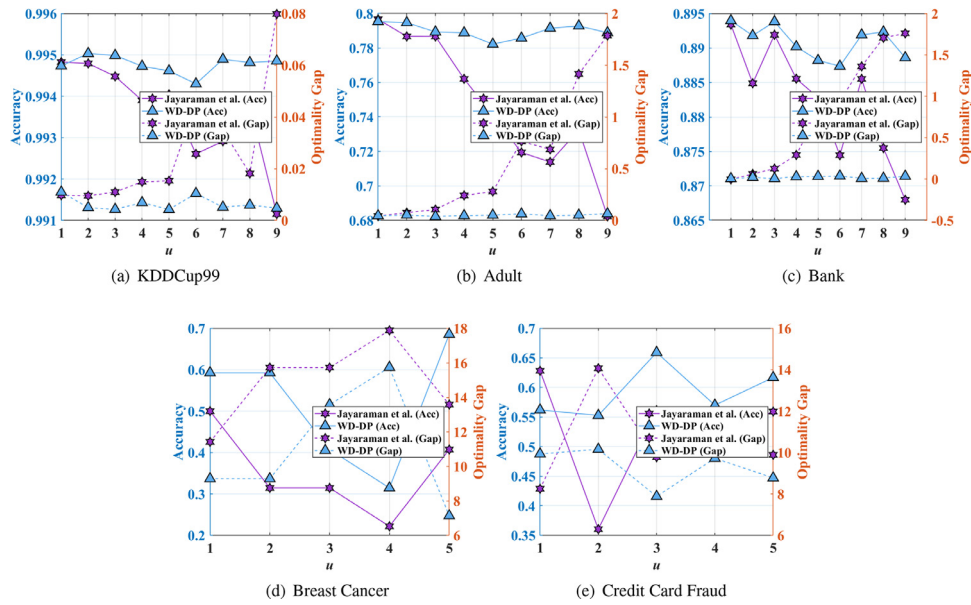 0.996
0.995
0.994
0.993
0.992
0.991
Accuracy
1 2 3 4 5 6 7 8 9
u
0.08
0.06
0.04
0.02
0
Optimality Gap
Jayaraman et al. (Acc)
WD-DP (Acc)
Jayaraman et al. (Gap)
WD-DP (Gap)
(a) KDDCup99
0.8
0.78
0.76
0.74
0.72
0.7
0.68
Accuracy
1 2 3 4 5 6 7 8 9
u
2
1.5
1
0.5
0
Optimality Gap
Jayaraman et al. (Acc)
WD-DP (Acc)
Jayaraman et al. (Gap)
WD-DP (Gap)
(b) Adult
0.895
0.89
0.885
0.88
0.875
0.87
0.865
Accuracy
1 2 3 4 5 6 7 8 9
u
2
1.5
1
0.5
0
-0.5
Optimality Gap
Jayaraman et al. (Acc)
WD-DP (Acc)
Jayaraman et al. (Gap)
WD-DP (Gap)
(c) Bank
0.7
0.6
0.5
0.4
0.3
0.2
Accuracy
1 2 3 4 5
u
18
16
14
12
10
8
6
Optimality Gap
Jayaraman et al. (Acc)
WD-DP (Acc)
Jayaraman et al. (Gap)
WD-DP (Gap)
(d) Breast Cancer
0.7
0.65
0.6
0.55
0.5
0.45
0.4
0.35
Accuracy
1 2 3 4 5
u
16
14
12
10
8
6
Optimality Gap
Jayaraman et al. (Acc)
WD-DP (Acc)
Jayaraman et al. (Gap)
WD-DP (Gap)
(e) Credit Card Fraud